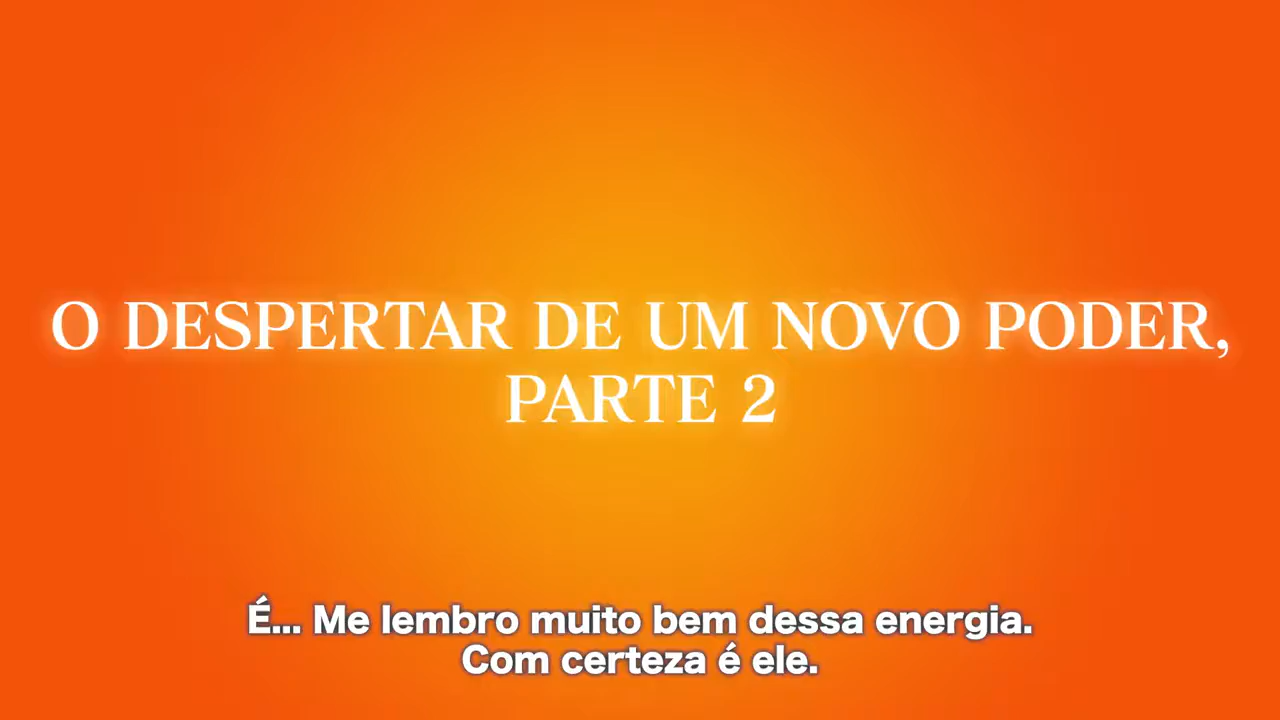 O DESPERTAR DE UM NOVO PODER,
PARTE 2
É... Me lembro muito bem dessa energia.
Com certeza é ele.